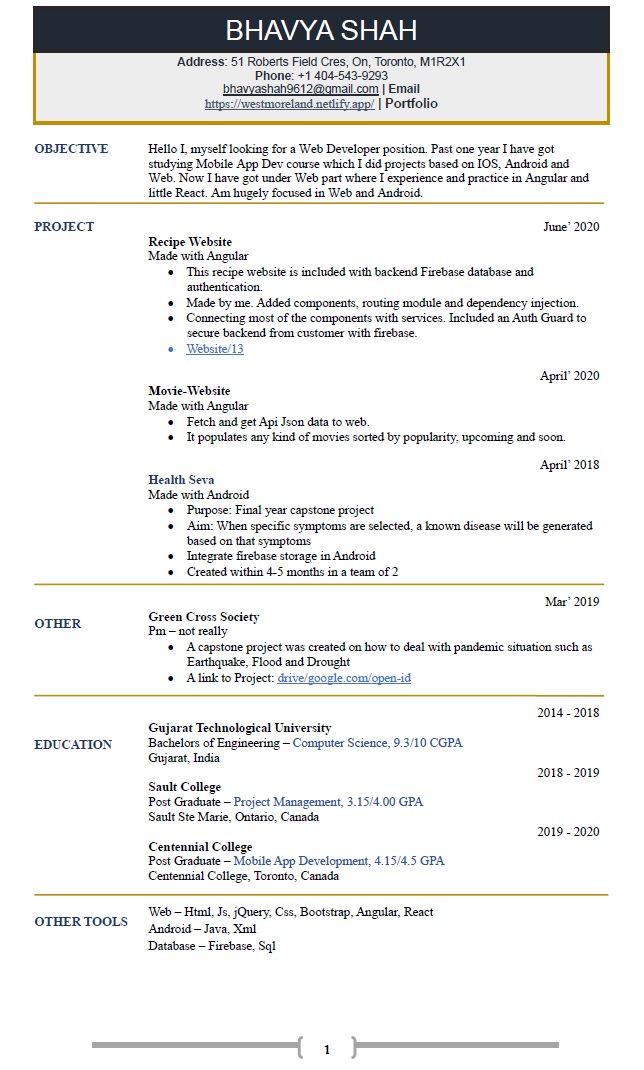 BHAVYA SHAH
Address: 51 Roberts Field Cres, On, Toronto, M1R2X1
Phone: +1 404-543-9293
bhavyashah9612@gmail.com | Email
https://westmoreland.netlify.app/ | Portfolio
OBJECTIVE
Hello I, myself looking for a Web Developer position. Past one year I have got
studying Mobile App Dev course which I did projects based on IOS, Android and
Web. Now I have got under Web part where I experience and practice in Angular and
little React. Am hugely focused in Web and Android.
PROJECT
June’ 2020
Recipe Website
Made with Angular
• This recipe website is included with backend Firebase database and
authentication.
• Made by me. Added components, routing module and dependency injection.
• Connecting most of the components with services. Included an Auth Guard to
secure backend from customer with firebase.
• Website/13
April’ 2020
Movie-Website
Made with Angular
• Fetch and get Api Json data to web.
• It populates any kind of movies sorted by popularity, upcoming and soon.
April’ 2018
Health Seva
Made with Android
• Purpose: Final year capstone project
• Aim: When specific symptoms are selected, a known disease will be generated
based on that symptoms
• Integrate firebase storage in Android
• Created within 4-5 months in a team of 2
Mar’ 2019
OTHER
Green Cross Society
Pm – not really
• A capstone project was created on how to deal with pandemic situation such as
Earthquake, Flood and Drought
• A link to Project: drive/google.com/open-id
2014 - 2018
EDUCATION
Gujarat Technological University
Bachelors of Engineering – Computer Science, 9.3/10 CGPA
Gujarat, India
2018 - 2019
Sault College
Post Graduate – Project Management, 3.15/4.00 GPA
Sault Ste Marie, Ontario, Canada
2019 - 2020
Centennial College
Post Graduate – Mobile App Development, 4.15/4.5 GPA
Centennial College, Toronto, Canada
OTHER TOOLS
Web – Html, Js, jQuery, Css, Bootstrap, Angular, React
Android – Java, Xml
Database – Firebase, Sql
1